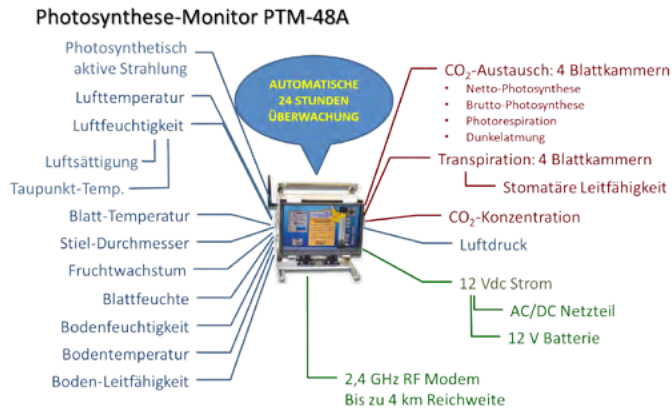 Photosynthese-Monitor PTM-48A
Photosynthetisch
aktive Strahlung
Lufttemperatur
Luftfeuchtigkeit
Luftsättigung
Taupunkt-Temp.
Blatt-Temperatur
Stiel-Durchmesser
Fruchtwachstum
Blattfeuchte
Bodenfeuchtigkeit
Bodentemperatur
Boden-Leitfähigkeit
AUTOMATISCHE
24 STUNDEN
ÜBERWACHUNG
CO₂-Austausch: 4 Blattkammern
• Netto-Photosynthese
• Brutto-Photosynthese
• Photorespiration
• Dunkelatmung
Transpiration: 4 Blattkammern
Stomatäre Leitfähigkeit
CO₂-Konzentration
Luftdruck
12 Vdc Strom
AC/DC Netzteil
12 V Batterie
2,4 GHz RF Modem
Bis zu 4 km Reichweite